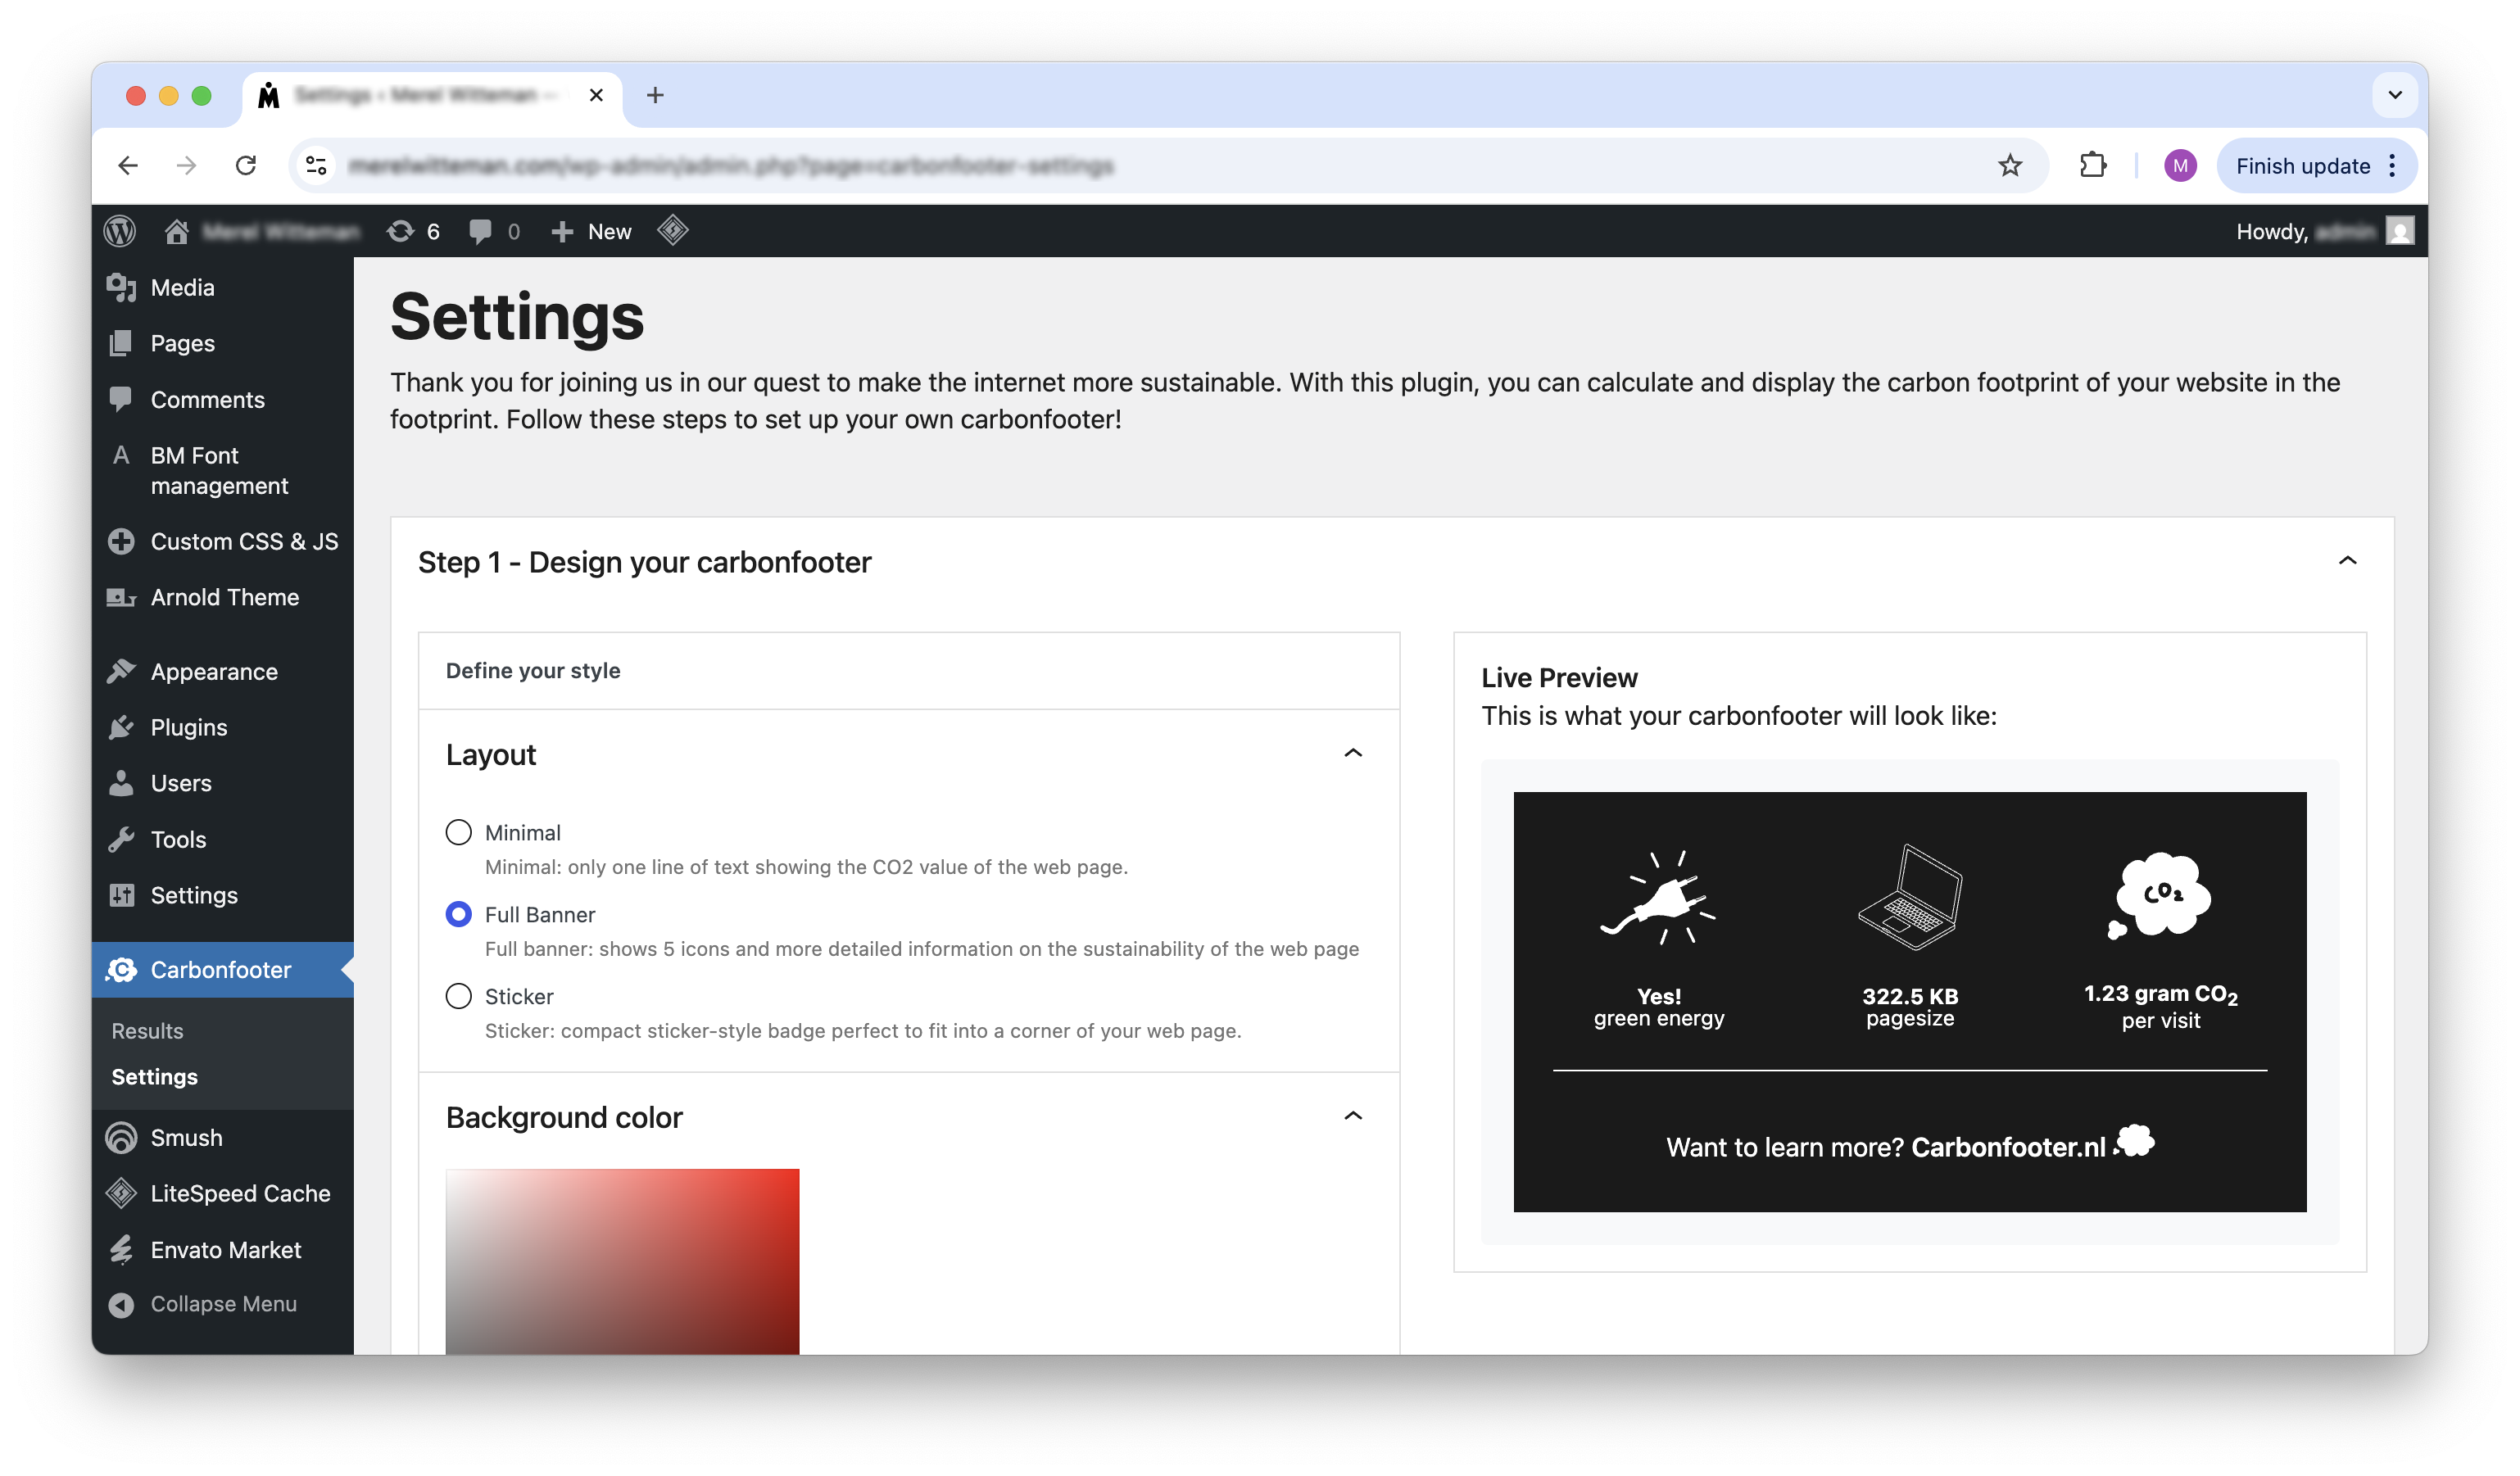 Finish update
M
6
0
New
Howdy,
Media
Pages
Comments
A BM Font
management
Custom CSS & JS
Arnold Theme
Appearance
Plugins
Users
Tools
Settings
Carbonfooter
Results
Settings
Smush
LiteSpeed Cache
Envato Market
Collapse Menu
Settings
Thank you for joining us in our quest to make the internet more sustainable. With this plugin, you can calculate and display the carbon footprint of your website in the
footprint. Follow these steps to set up your own carbonfooter!
Step 1 - Design your carbonfooter
Define your style
Layout
Minimal
Minimal: only one line of text showing the CO2 value of the web page.
Full Banner
Full banner: shows 5 icons and more detailed information on the sustainability of the web page
Sticker
Sticker: compact sticker-style badge perfect to fit into a corner of your web page.
Background color
Live Preview
This is what your carbonfooter will look like:
CO₂
Yes!
green energy
322.5 KB
pagesize
1.23 gram CO₂
per visit
Want to learn more? Carbonfooter.nl